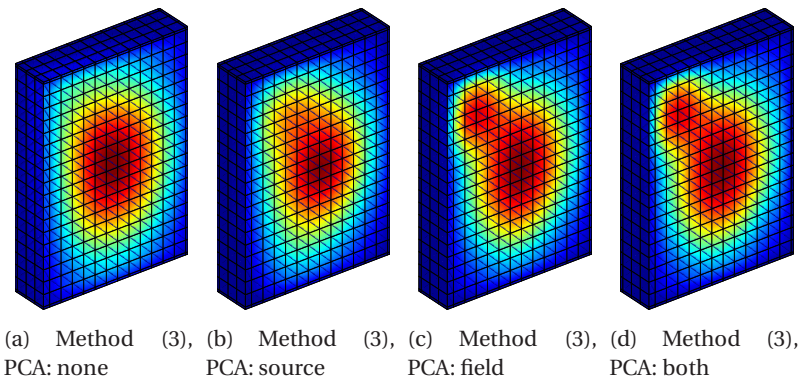 (a) Method (3), PCA: none
(b) Method (3), PCA: source
(c) Method (3), PCA: field
(d) Method (3), PCA: both